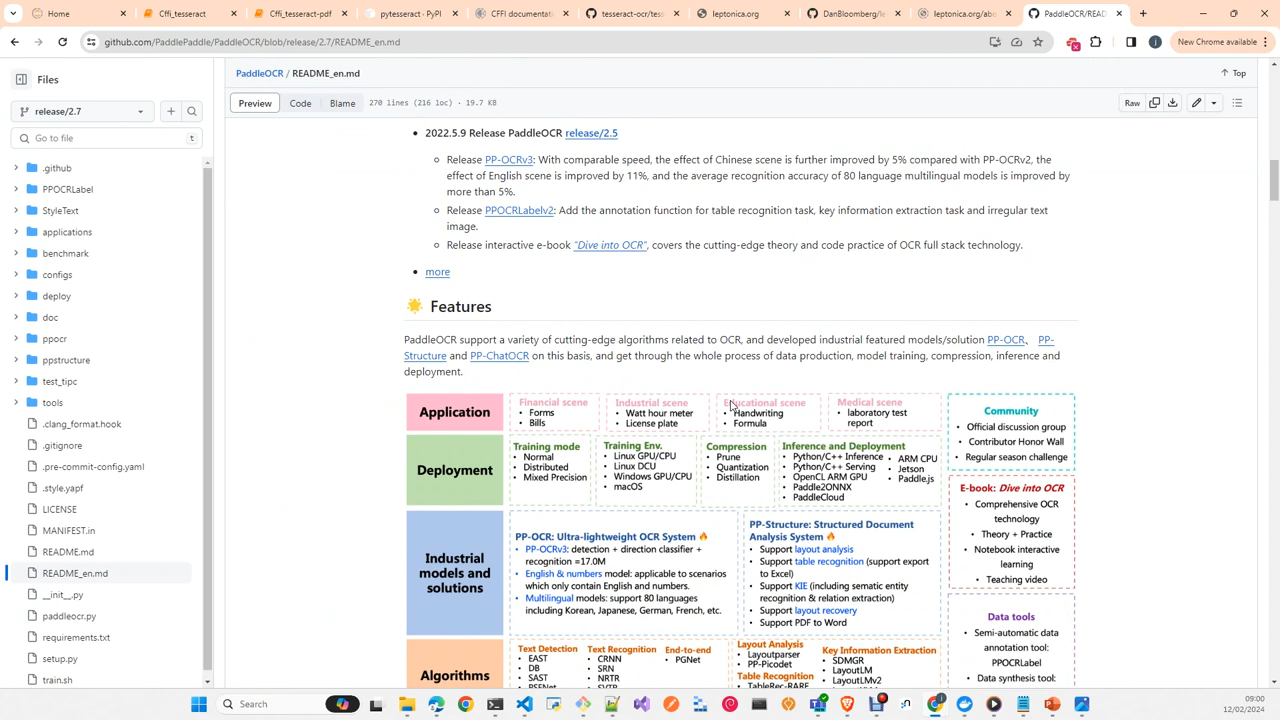 Home
Cffi_tesseract
Cffi_tesseract-pdf
pytesseract - PyPI
CFFI documentation
tesseract-ocr/tess
leptonica.org
DanBloomberg/le
leptonica.org/abo
PaddleOCR/READ
github.com/PaddlePaddle/PaddleOCR/blob/release/2.7/README_en.md
New Chrome available
Files
PaddleOCR / README_en.md
Top
release/2.7
Preview
Code
Blame
270 lines (216 loc) · 19.7 KB
Raw
Go to file
t
.github
PPOCRLabel
StyleText
applications
benchmark
configs
deploy
doc
ppocr
ppstructure
test_tipc
tools
.clang_format.hook
.gitignore
.pre-commit-config.yaml
.style.yapf
LICENSE
MANIFEST.in
README.md
README_en.md
__init__.py
paddleocr.py
requirements.txt
setup.py
train.sh
2022.5.9 Release PaddleOCR release/2.5
Release PP-OCRv3: With comparable speed, the effect of Chinese scene is further improved by 5% compared with PP-OCRv2, the
effect of English scene is improved by 11%, and the average recognition accuracy of 80 language multilingual models is improved by
more than 5%.
Release PPOCRLabelv2: Add the annotation function for table recognition task, key information extraction task and irregular text
image.
Release interactive e-book "Dive into OCR", covers the cutting-edge theory and code practice of OCR full stack technology.
more
🌟 Features
PaddleOCR support a variety of cutting-edge algorithms related to OCR, and developed industrial featured models/solution PP-OCR、 PP-
Structure and PP-ChatOCR on this basis, and get through the whole process of data production, model training, compression, inference and
deployment.
Application
Financial scene
Forms
Bills
Industrial scene
Watt hour meter
License plate
Educational scene
Handwriting
Formula
Medical scene
laboratory test
report
Deployment
Training mode
Normal
Distributed
Mixed Precision
Training Env.
Linux GPU/CPU
Linux DCU
Windows GPU/CPU
macOS
Compression
Prune
Quantization
Distillation
Inference and Deployment
Python/C++ Inference
Python/C++ Serving
OpenCL ARM GPU
Paddle2ONNX
PaddleCloud
ARM CPU
Jetson
Paddle.js
Industrial
models and
solutions
PP-OCR: Ultra-lightweight OCR System 🔥
PP-OCRv3: detection + direction classifier +
recognition =17.0M
English & numbers model: applicable to scenarios
which only contain English and numbers.
Multilingual models: support 80 languages
including Korean, Japanese, German, French, etc.
PP-Structure: Structured Document
Analysis System 🔥
Support layout analysis
Support table recognition (support export
to Excel)
Support KIE (including sematic entity
recognition & relation extraction)
Support layout recovery
Support PDF to Word
Algorithms
Text Detection
EAST
DB
SAST
PSENet
Text Recognition
CRNN
SRN
NRTR
End-to-end
PGNet
Layout Analysis
Layoutparser
PP-Picodet
Table Recognition
TableRec-RARE
Key Information Extraction
SDMGR
LayoutLM
LayoutLMv2
Community
Official discussion group
Contributor Honor Wall
Regular season challenge
E-book: Dive into OCR
Comprehensive OCR
technology
Theory + Practice
Notebook interactive
learning
Teaching video
Data tools
Semi-automatic data
annotation tool:
PPOCRLabel
Data synthesis tool:
Search
09:00
12/02/2024